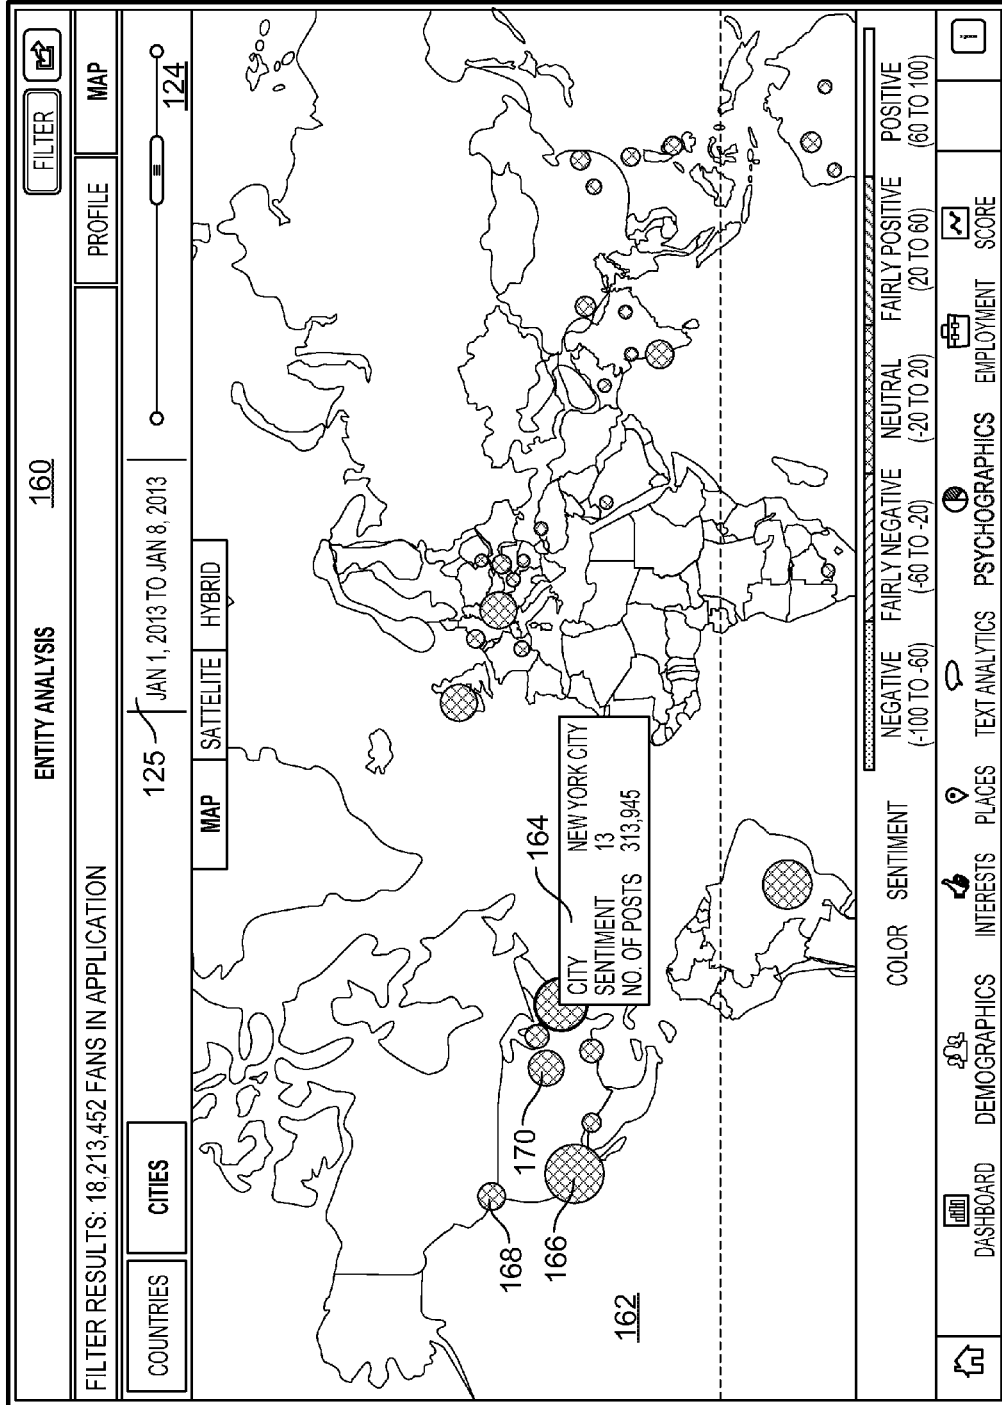 ENTITY ANALYSIS
160
FILTER
FILTER RESULTS: 18,213,452 FANS IN APPLICATION
PROFILE
MAP
COUNTRIES
CITIES
125
JAN 1, 2013 TO JAN 8, 2013
124
MAP
SATTELITE
HYBRID
164
CITY NEW YORK CITY
SENTIMENT 13
NO. OF POSTS 313,945
168
170
166
162
COLOR SENTIMENT
NEGATIVE
(-100 TO -60)
FAIRLY NEGATIVE
(-60 TO -20)
NEUTRAL
(-20 TO 20)
FAIRLY POSITIVE
(20 TO 60)
POSITIVE
(60 TO 100)
DASHBOARD
DEMOGRAPHICS
INTERESTS
PLACES
TEXT ANALYTICS
PSYCHOGRAPHICS
EMPLOYMENT
SCORE